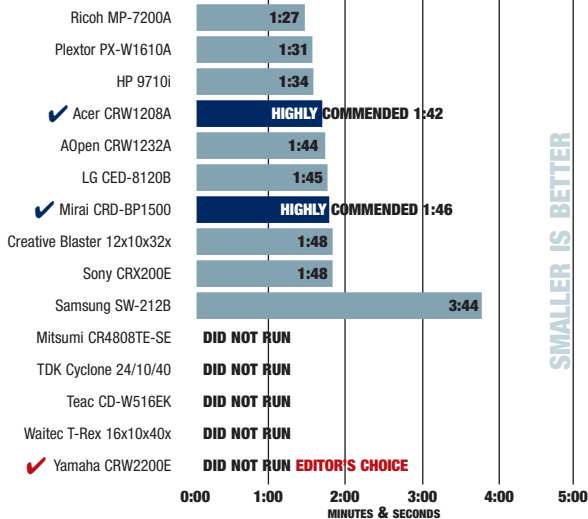 Ricoh MP-7200A 1:27
Plextor PX-W1610A 1:31
HP 9710i 1:34
Acer CRW1208A HIGHLY COMMENDED 1:42
AOpen CRW1232A 1:44
LG CED-8120B 1:45
Mirai CRD-BP1500 HIGHLY COMMENDED 1:46
Creative Blaster 12x10x32x 1:48
Sony CRX200E 1:48
Samsung SW-212B 3:44
Mitsumi CR4808TE-SE DID NOT RUN
TDK Cyclone 24/10/40 DID NOT RUN
Teac CD-W516EK DID NOT RUN
Waitec T-Rex 16x10x40x DID NOT RUN
Yamaha CRW2200E DID NOT RUN EDITOR'S CHOICE
0:00 1:00 2:00 3:00 4:00 5:00
MINUTES & SECONDS
SMALLER IS BETTER